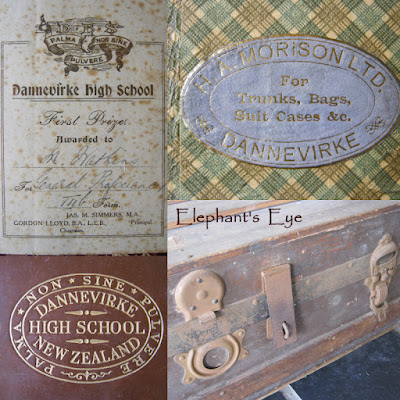 PALMA NON SINE
PULVERE
Dannevirke High School
First Prize
Awarded to
For General Reference
Form.
JAS. M. SIMMERS, M.A.
GORDON LLOYD, B.A., L.L.B.
Principal.
Chairman.
H. A. MORISON LTD.
For
Trunks, Bags,
Suit Cases &c.
DANNEVIRKE
Elephant's Eye
PALMA NON SINE PULVERE
DANNEVIRKE
HIGH SCHOOL
NEW ZEALAND